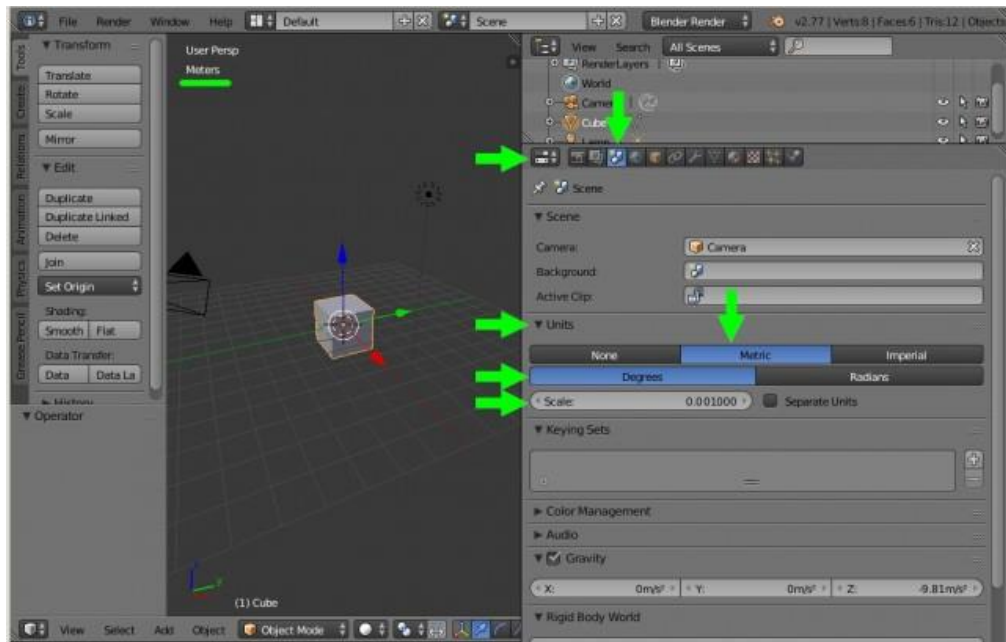 File Render Window Help Default Scene Blender Render v2.77 | Verts:8 | Faces:6 | Tris:12 | Objects
Tools
Create
Relations
Animation
Physics
Grease Pencil
▼ Transform
Translate
Rotate
Scale
Mirror
▼ Edit
Duplicate
Duplicate Linked
Delete
Join
Set Origin
Shading:
Smooth Flat
Data Transfer:
Data Data La
History
▼ Operator
User Persp
Meters
(1) Cube
View Select Add Object Object Mode
View Search All Scenes
RenderLayers
World
Camera
Cube
Lamp
Scene
▼ Scene
Camera: Camera
Background:
Active Clip:
▼ Units
None Metric Imperial
Degrees Radians
Scale: 0.001000 Separate Units
▼ Keying Sets
► Color Management
► Audio
▼ Gravity
X: 0m/s² Y: 0m/s² Z: -9.81m/s²
▼ Rigid Body World